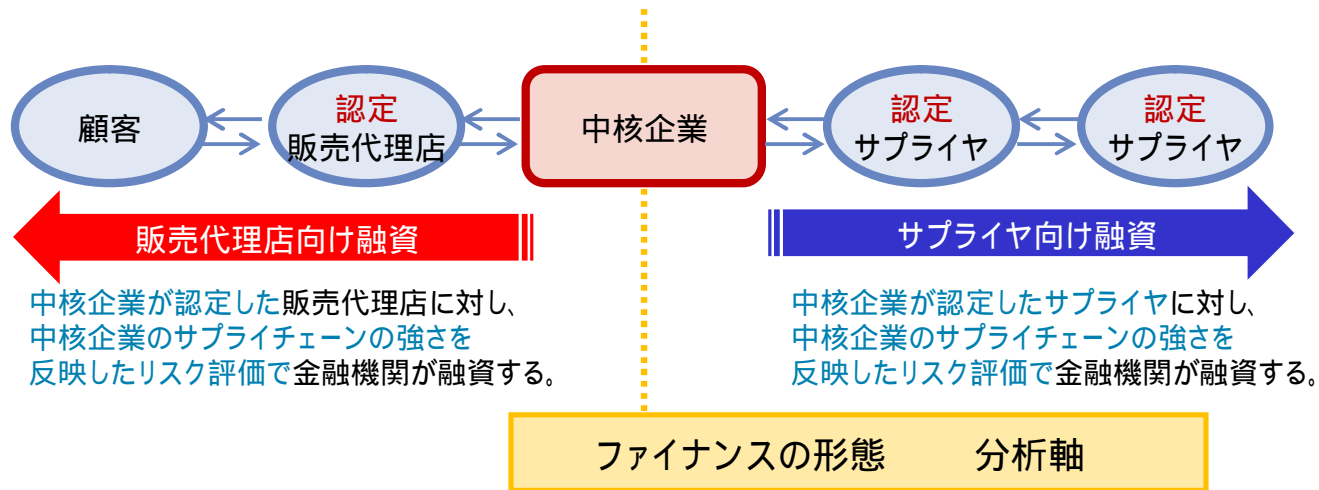 顧客
認定
販売代理店
中核企業
認定
サプライヤ
認定
サプライヤ
販売代理店向け融資
サプライヤ向け融資
中核企業が認定した販売代理店に対し、
中核企業のサプライチェーンの強さを
反映したリスク評価で金融機関が融資する。
中核企業が認定したサプライヤに対し、
中核企業のサプライチェーンの強さを
反映したリスク評価で金融機関が融資する。
ファイナンスの形態 分析軸